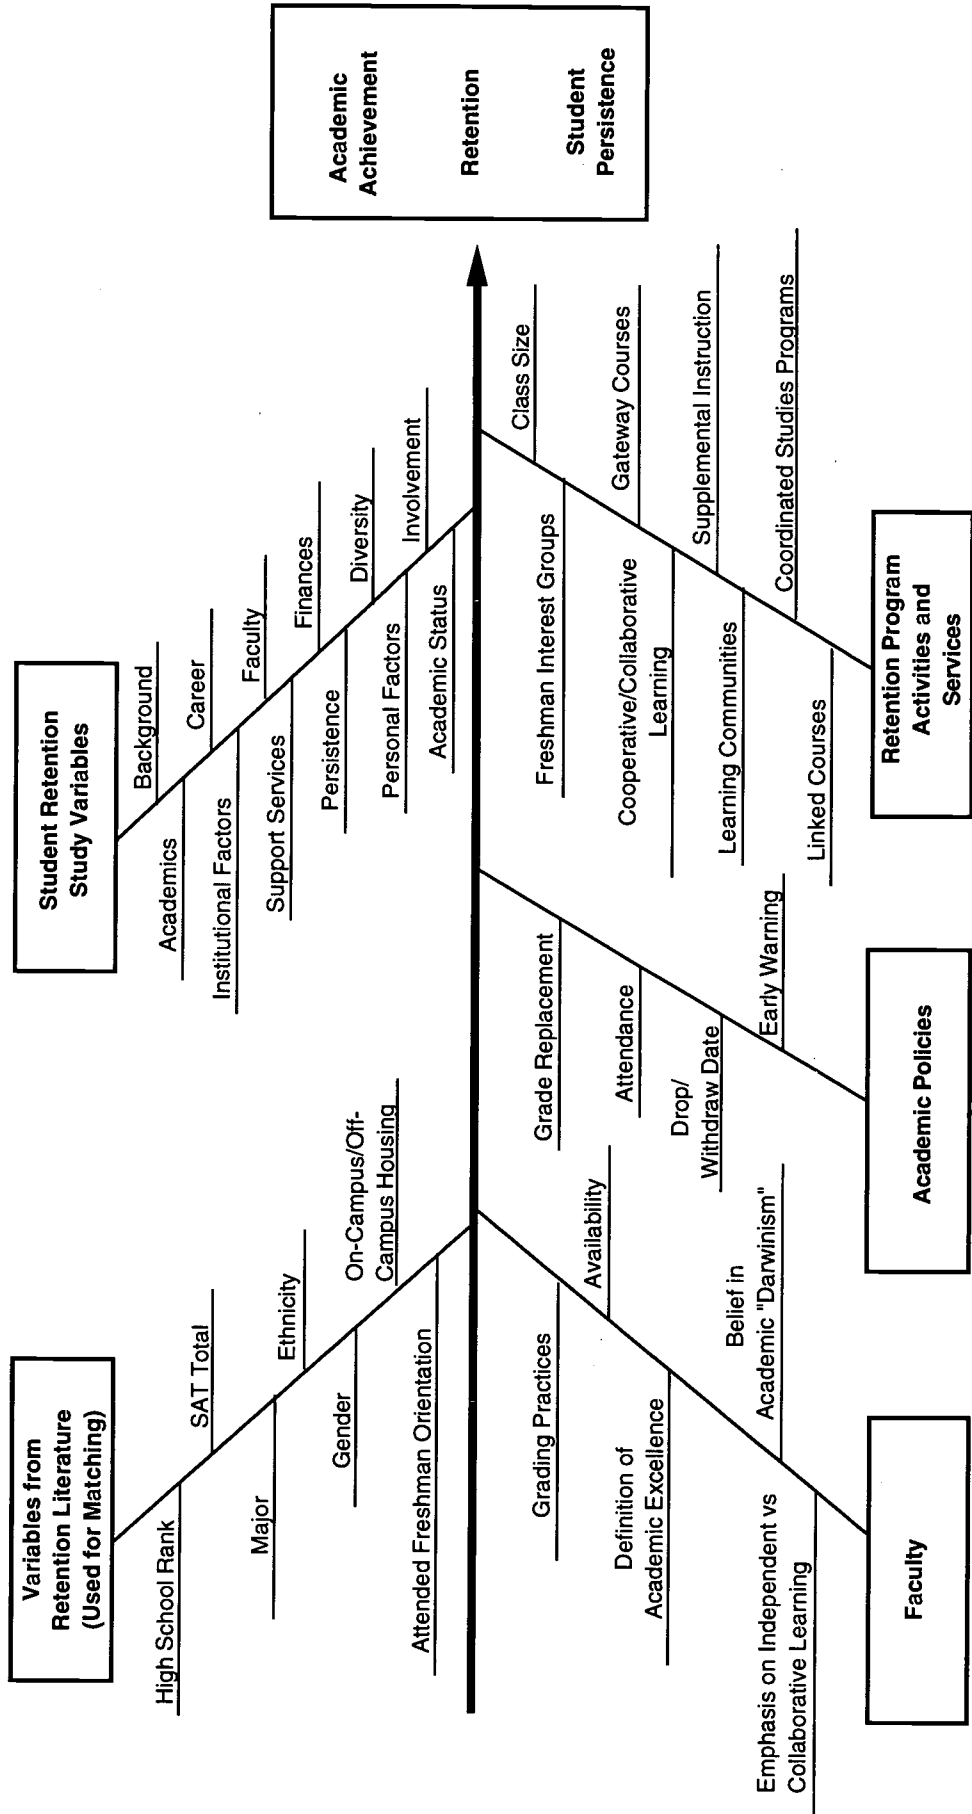 Variables from
Retention Literature
(Used for Matching)
High School Rank
SAT Total
Major
Ethnicity
Gender
On-Campus/Off-
Campus Housing
Attended Freshman Orientation
Student Retention
Study Variables
Background
Academics
Career
Institutional Factors
Faculty
Support Services
Finances
Persistence
Diversity
Personal Factors
Involvement
Academic Status
Academic
Achievement
Retention
Student
Persistence
Grading Practices
Availability
Definition of
Academic Excellence
Belief in
Academic "Darwinism"
Emphasis on Independent vs
Collaborative Learning
Faculty
Grade Replacement
Attendance
Drop/
Withdraw Date
Early Warning
Academic Policies
Class Size
Freshman Interest Groups
Gateway Courses
Cooperative/Collaborative
Learning
Supplemental Instruction
Learning Communities
Coordinated Studies Programs
Linked Courses
Retention Program
Activities and
Services